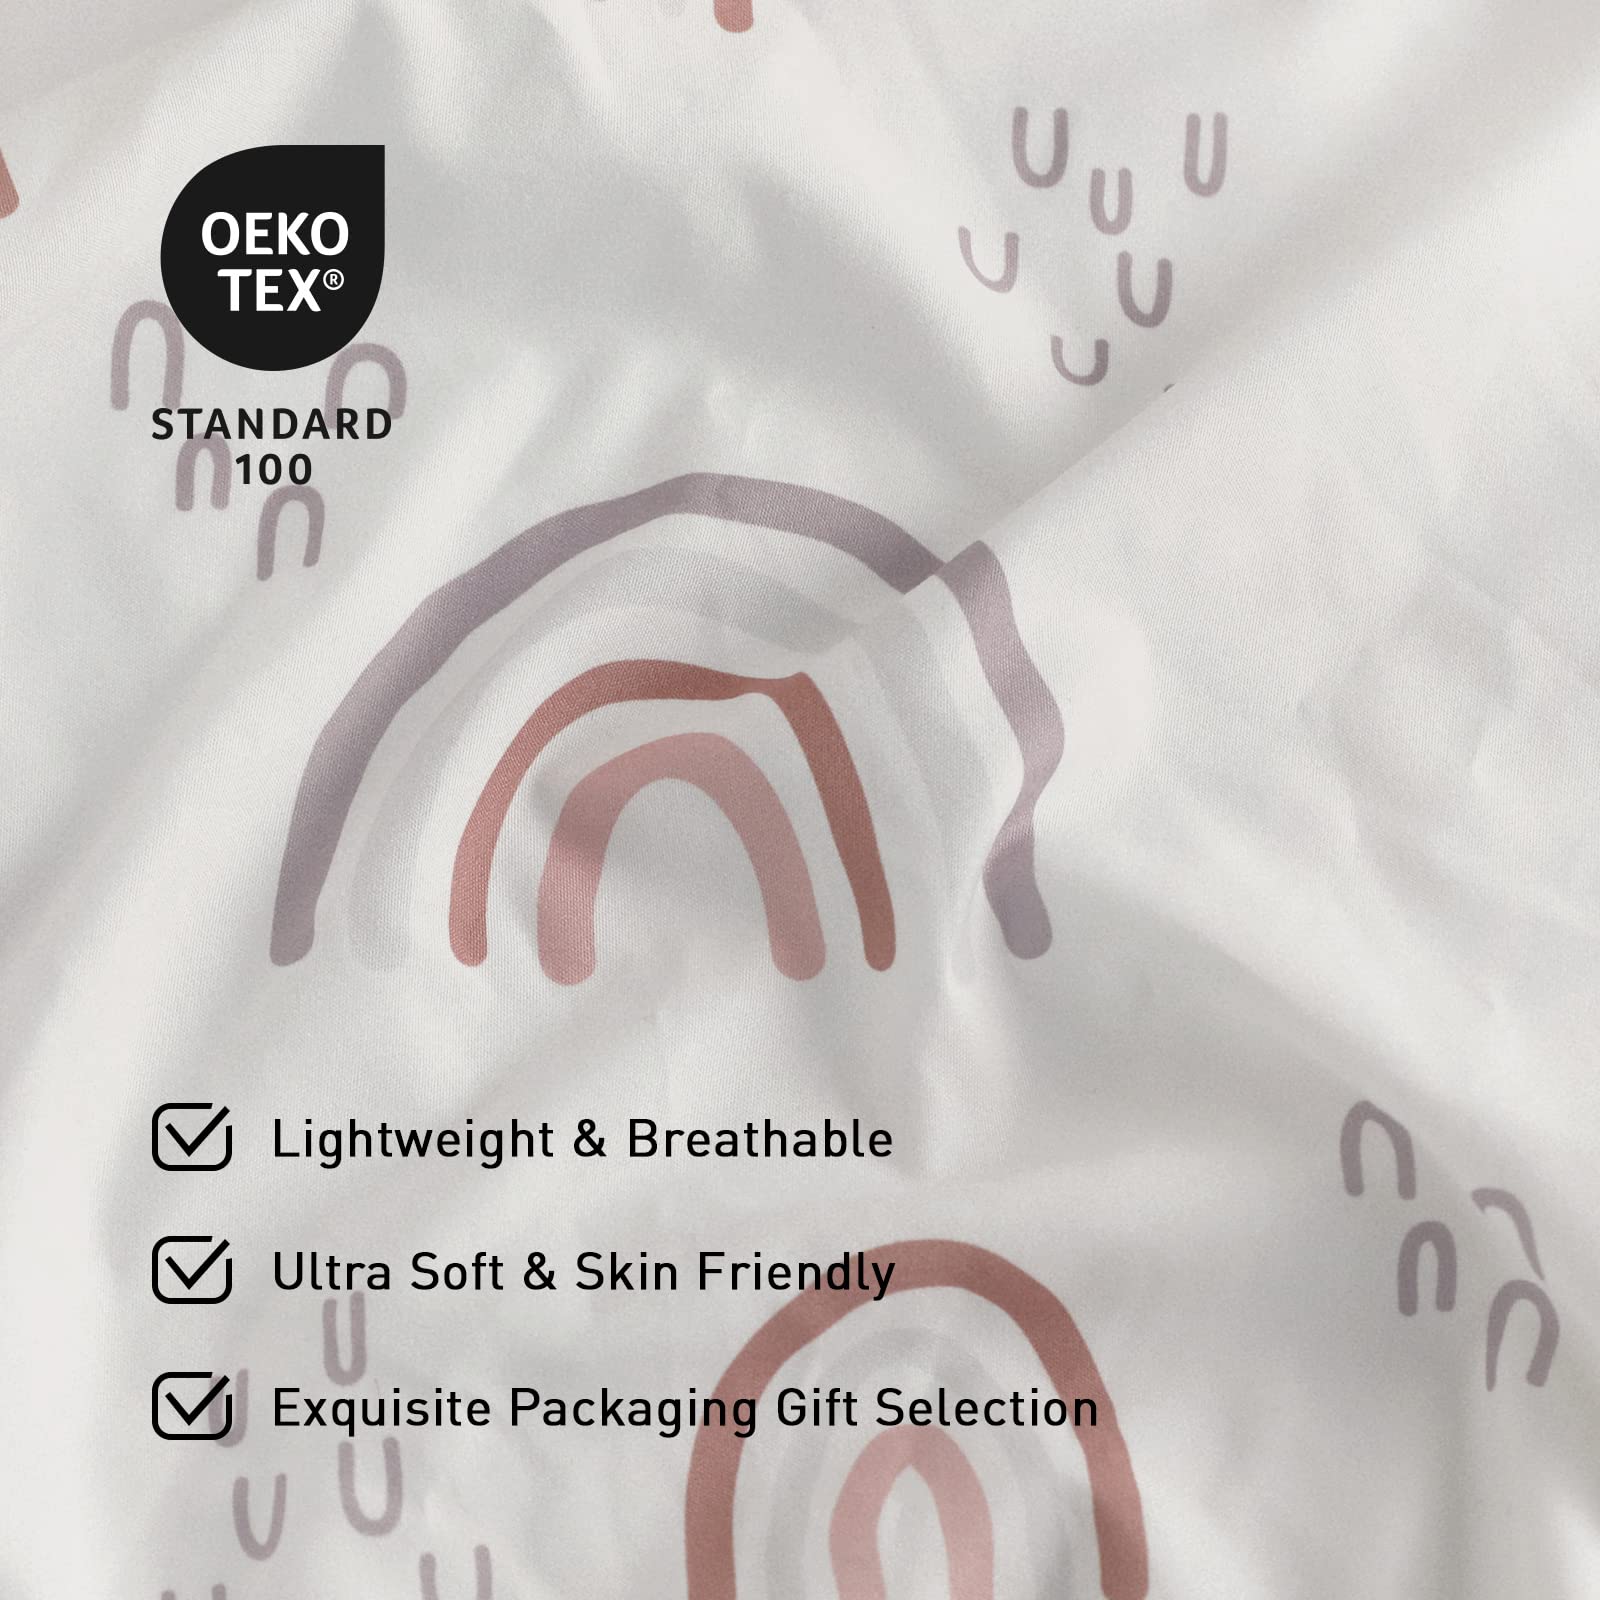 OEKO
TEX®
STANDARD
100
Lightweight & Breathable
Ultra Soft & Skin Friendly
Exquisite Packaging Gift Selection